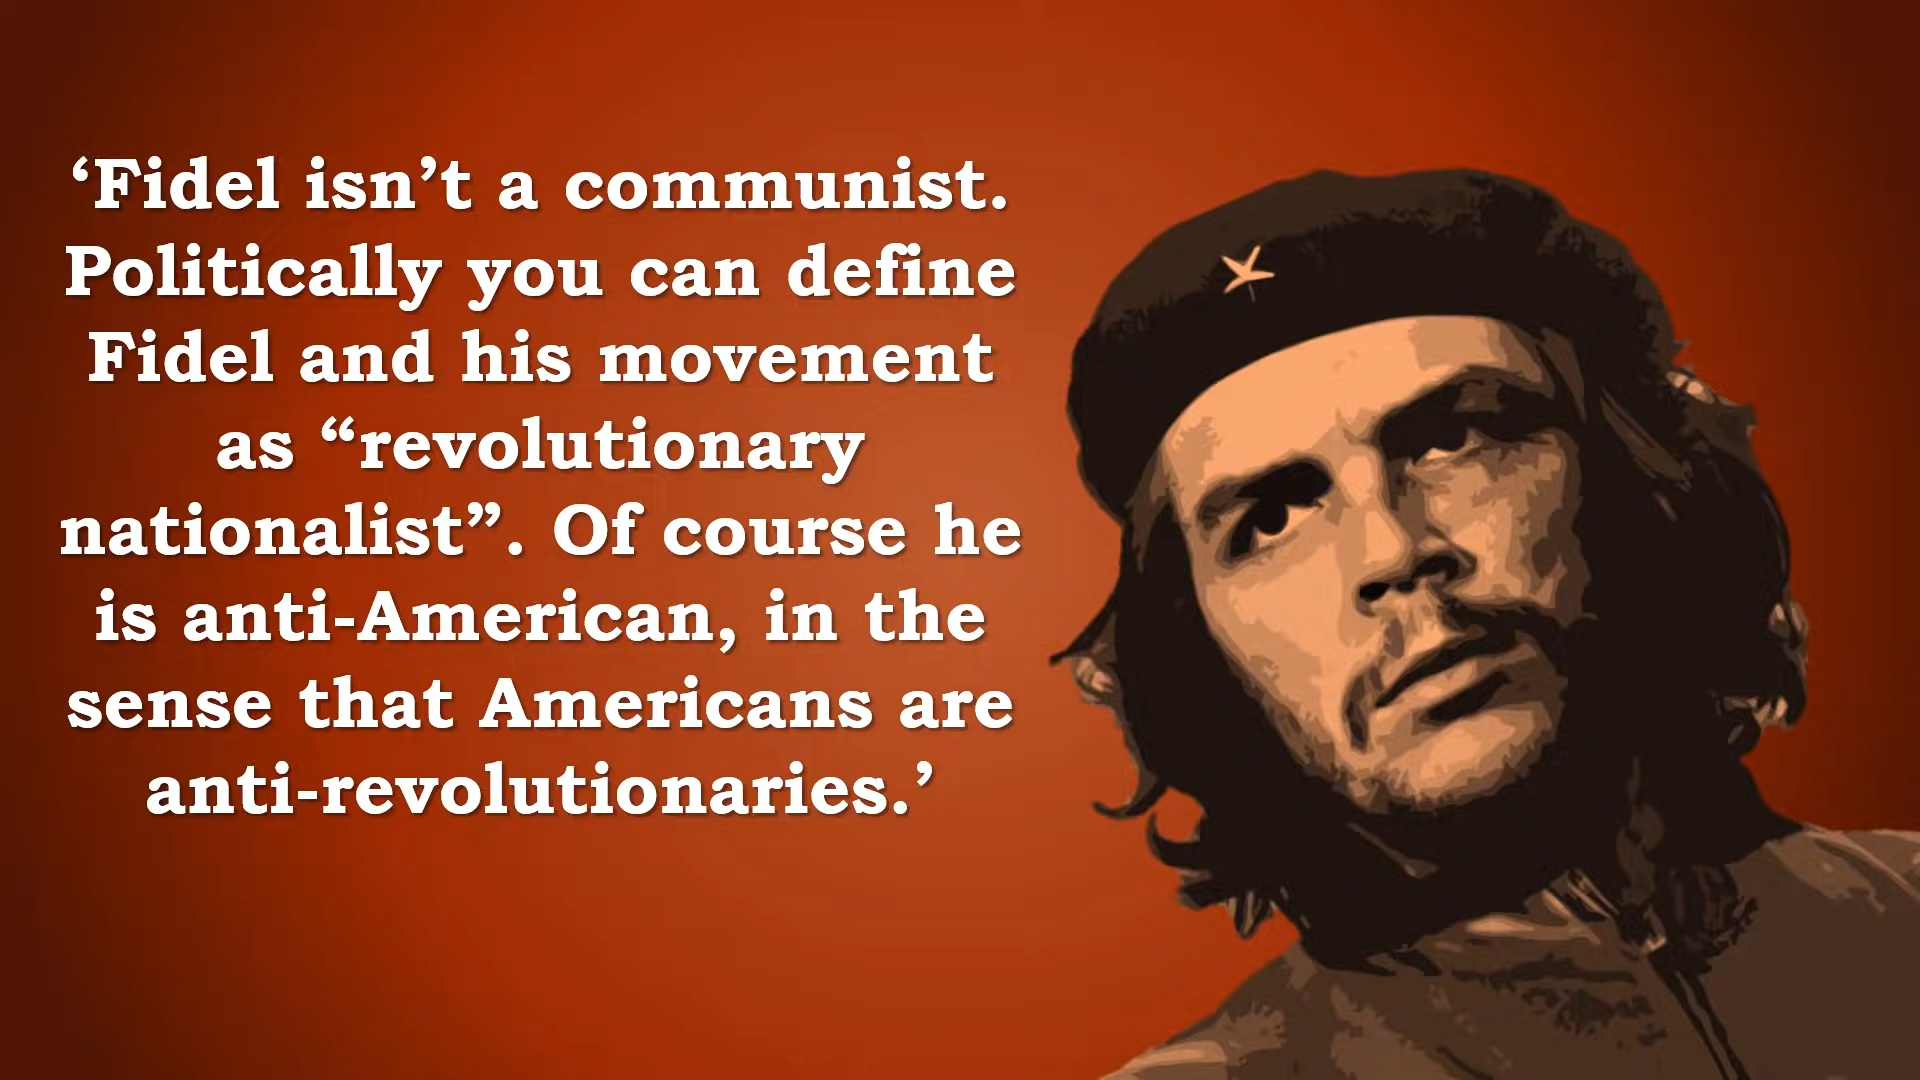 ‘Fidel isn’t a communist.
Politically you can define
Fidel and his movement
as “revolutionary
nationalist”. Of course he
is anti-American, in the
sense that Americans are
anti-revolutionaries.’